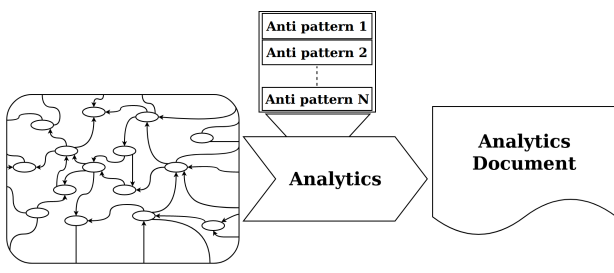 Anti pattern 1
Anti pattern 2
Anti pattern N
Analytics
Analytics
Document